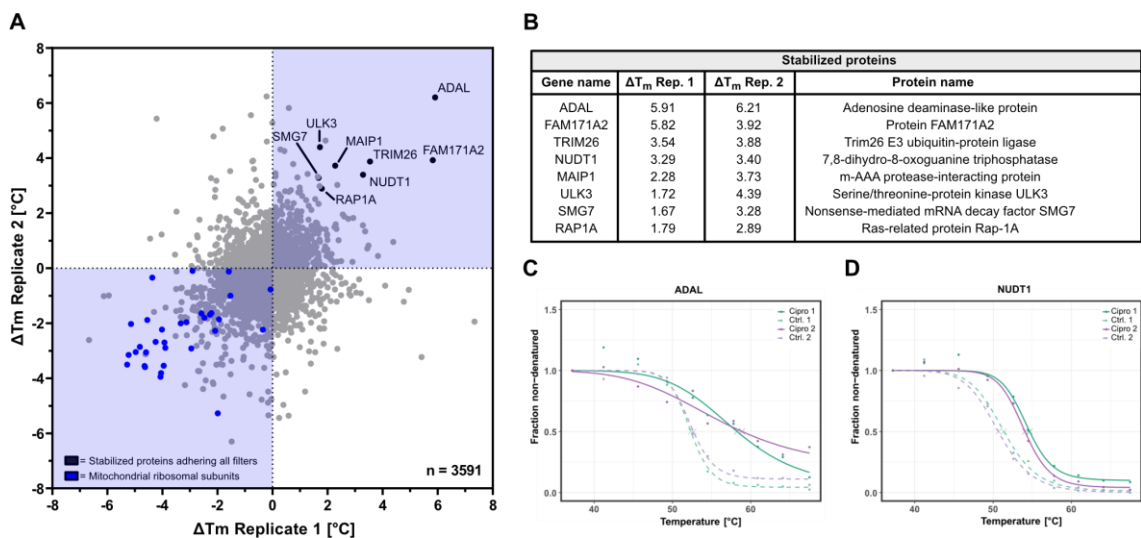 A
8
6
4
2
0
-2
-4
-6
-8
-8
-6
-4
-2
0
2
4
6
8
ΔTm Replicate 2 [°C]
ΔTm Replicate 1 [°C]
ADAL
ULK3
SMG7
MAIP1
TRIM26
FAM171A2
NUDT1
RAP1A
= Stabilized proteins adhering all filters
= Mitochondrial ribosomal subunits
n = 3591
B
Stabilized proteins
Gene name ΔTm Rep. 1 ΔTm Rep. 2 Protein name
ADAL 5.91 6.21 Adenosine deaminase-like protein
FAM171A2 5.82 3.92 Protein FAM171A2
TRIM26 3.54 3.88 Trim26 E3 ubiquitin-protein ligase
NUDT1 3.29 3.40 7,8-dihydro-8-oxoguanine triphosphatase
MAIP1 2.28 3.73 m-AAA protease-interacting protein
ULK3 1.72 4.39 Serine/threonine-protein kinase ULK3
SMG7 1.67 3.28 Nonsense-mediated mRNA decay factor SMG7
RAP1A 1.79 2.89 Ras-related protein Rap-1A
C
ADAL
Cipro 1
Ctrl. 1
Cipro 2
Ctrl. 2
1.5
1.0
0.5
0.0
Fraction non-denatured
40
50
60
Temperature [°C]
D
NUDT1
Cipro 1
Ctrl. 1
Cipro 2
Ctrl. 2
1.5
1.0
0.5
0.0
Fraction non-denatured
40
50
60
Temperature [°C]